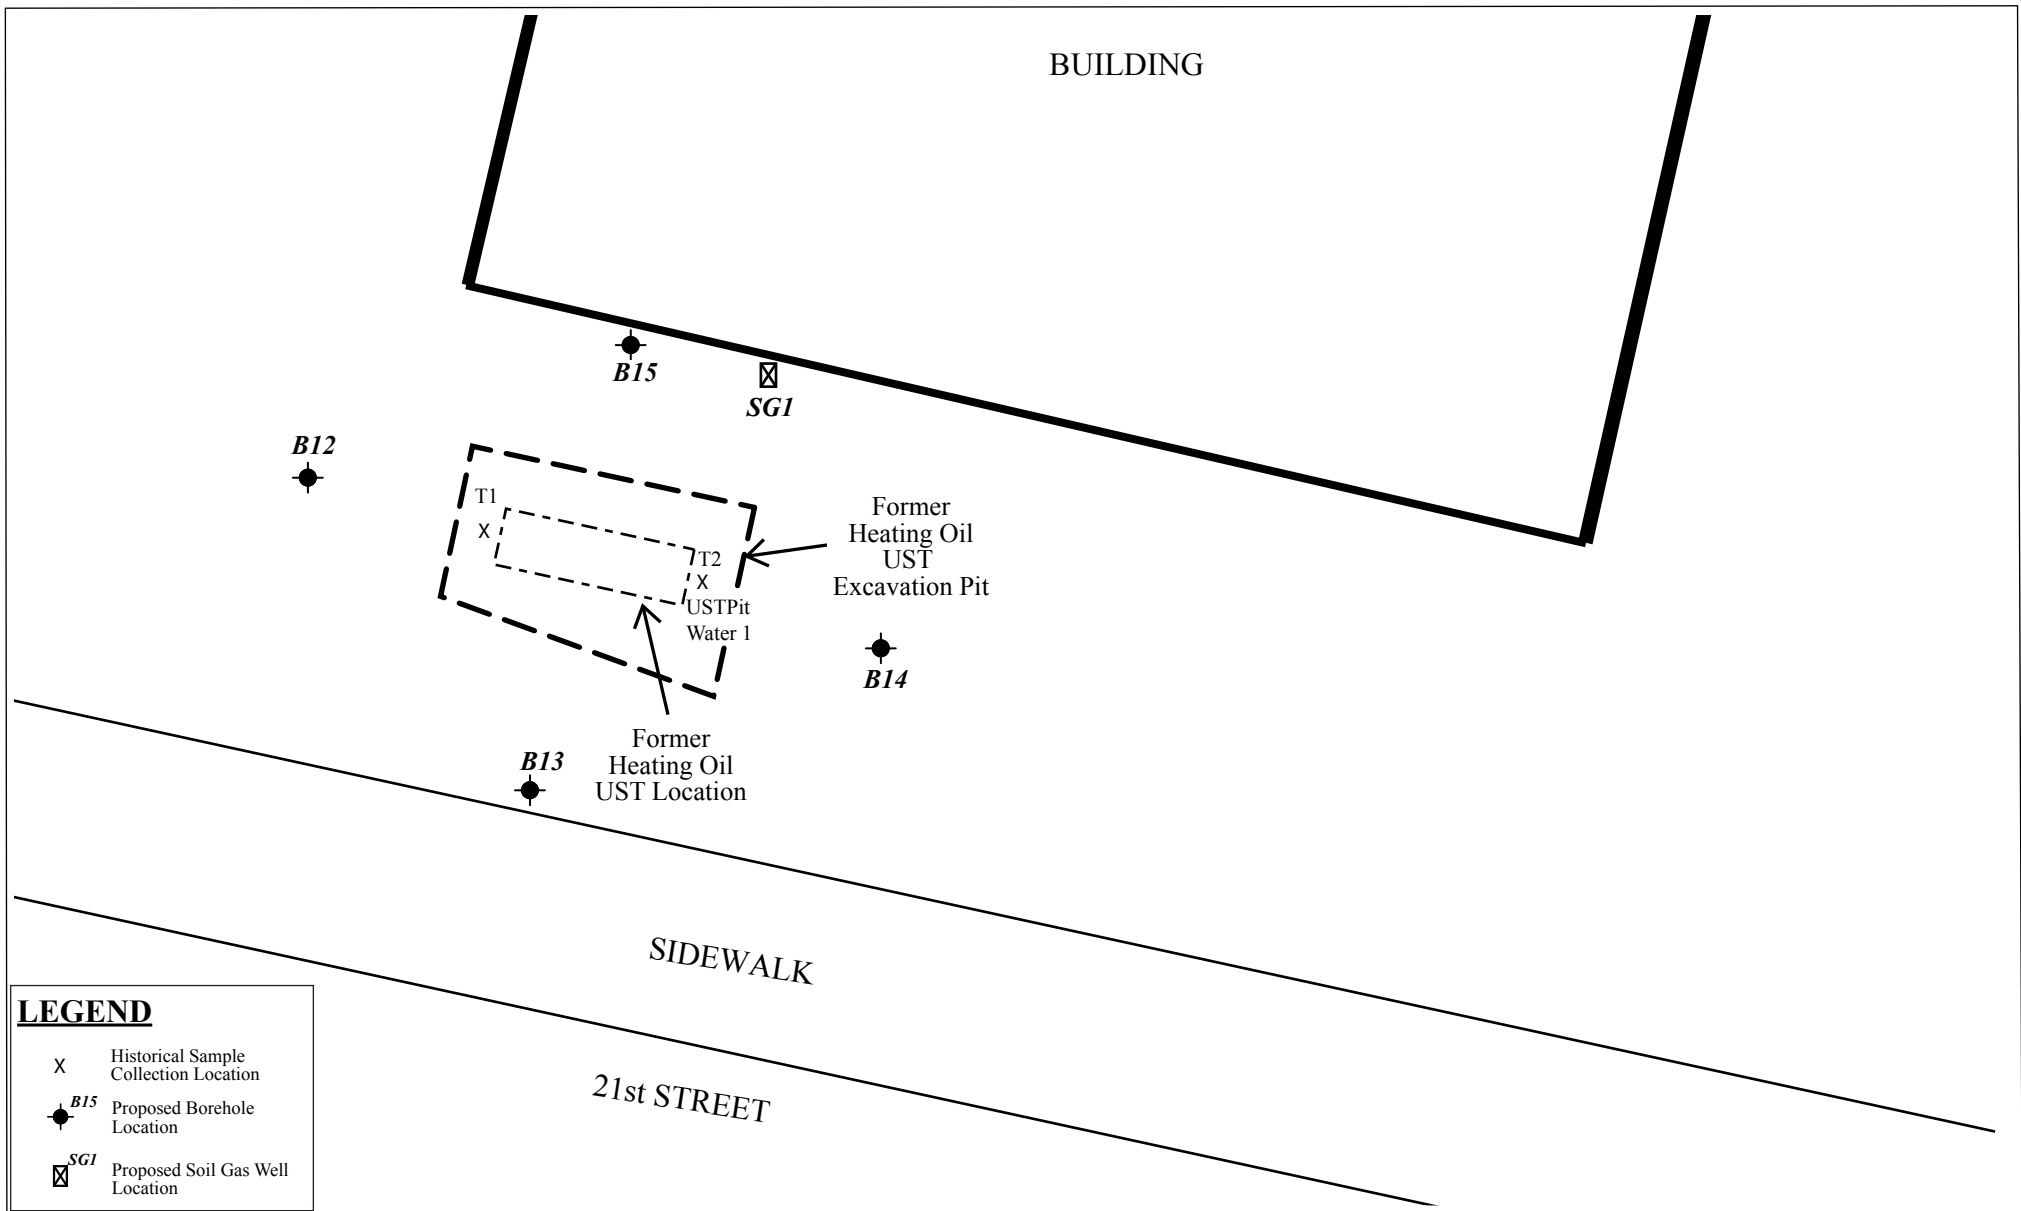 BUILDING
B15
SG1
B12
T1
X
T2
X
USTPit
Water 1
Former
Heating Oil
UST
Excavation Pit
B14
Former
Heating Oil
UST Location
B13
SIDEWALK
21st STREET
LEGEND
X Historical Sample
Collection Location
B15 Proposed Borehole
Location
SG1 Proposed Soil Gas Well
Location